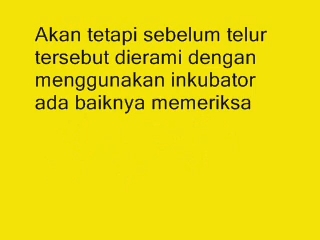 Akan tetapi sebelum telur
tersebut dierami dengan
menggunakan inkubator
ada baiknya memeriksa